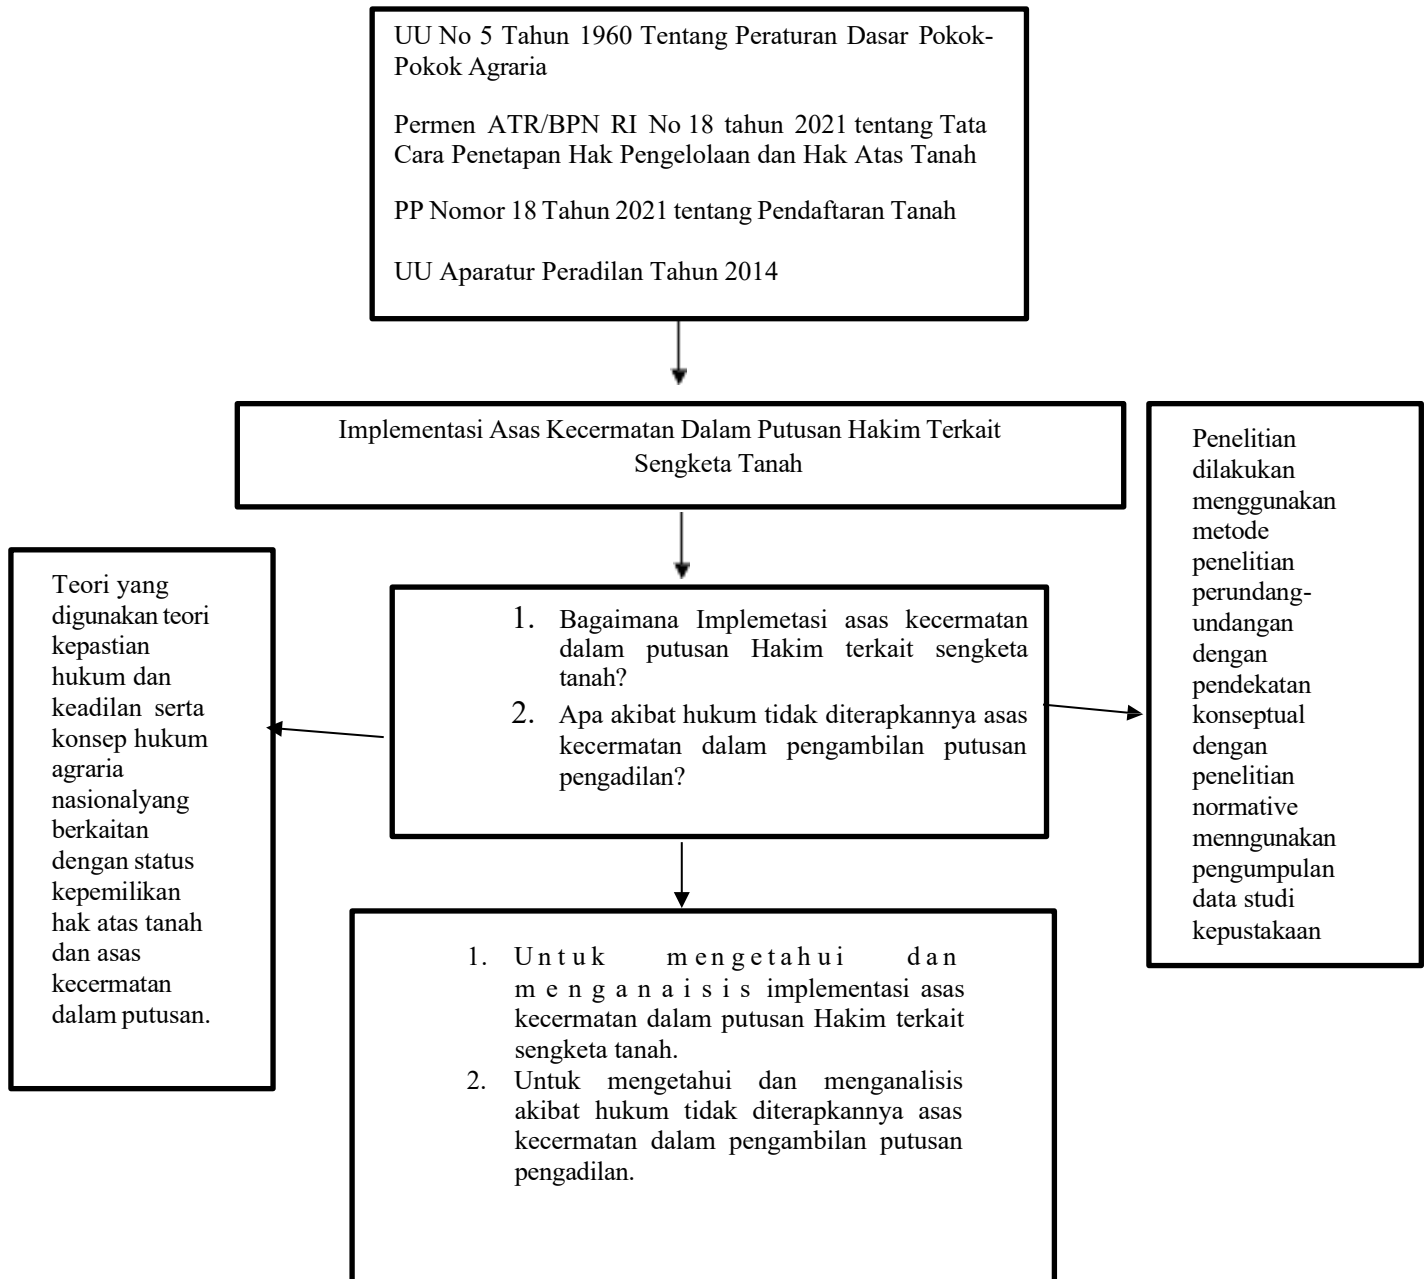 UU No 5 Tahun 1960 Tentang Peraturan Dasar Pokok-
Pokok Agraria
Permen ATR/BPN RI No 18 tahun 2021 tentang Tata
Cara Penetapan Hak Pengelolaan dan Hak Atas Tanah
PP Nomor 18 Tahun 2021 tentang Pendaftaran Tanah
UU Aparatur Peradilan Tahun 2014
Implementasi Asas Kecermatan Dalam Putusan Hakim Terkait
Sengketa Tanah
Teori yang
digunakan teori
kepastian
hukum dan
keadilan serta
konsep hukum
agraria
nasionalyang
berkaitan
dengan status
kepemilikan
hak atas tanah
dan asas
kecermatan
dalam putusan.
1. Bagaimana Implemetasi asas kecermatan
dalam putusan Hakim terkait sengketa
tanah?
2. Apa akibat hukum tidak diterapkannya asas
kecermatan dalam pengambilan putusan
pengadilan?
Penelitian
dilakukan
menggunakan
metode
penelitian
perundang-
undangan
dengan
pendekatan
konseptual
dengan
penelitian
normative
menngunakan
pengumpulan
data studi
kepustakaan
1. Untuk mengetahui dan
menganaisis implementasi asas
kecermatan dalam putusan Hakim terkait
sengketa tanah.
2. Untuk mengetahui dan menganalisis
akibat hukum tidak diterapkannya asas
kecermatan dalam pengambilan putusan
pengadilan.